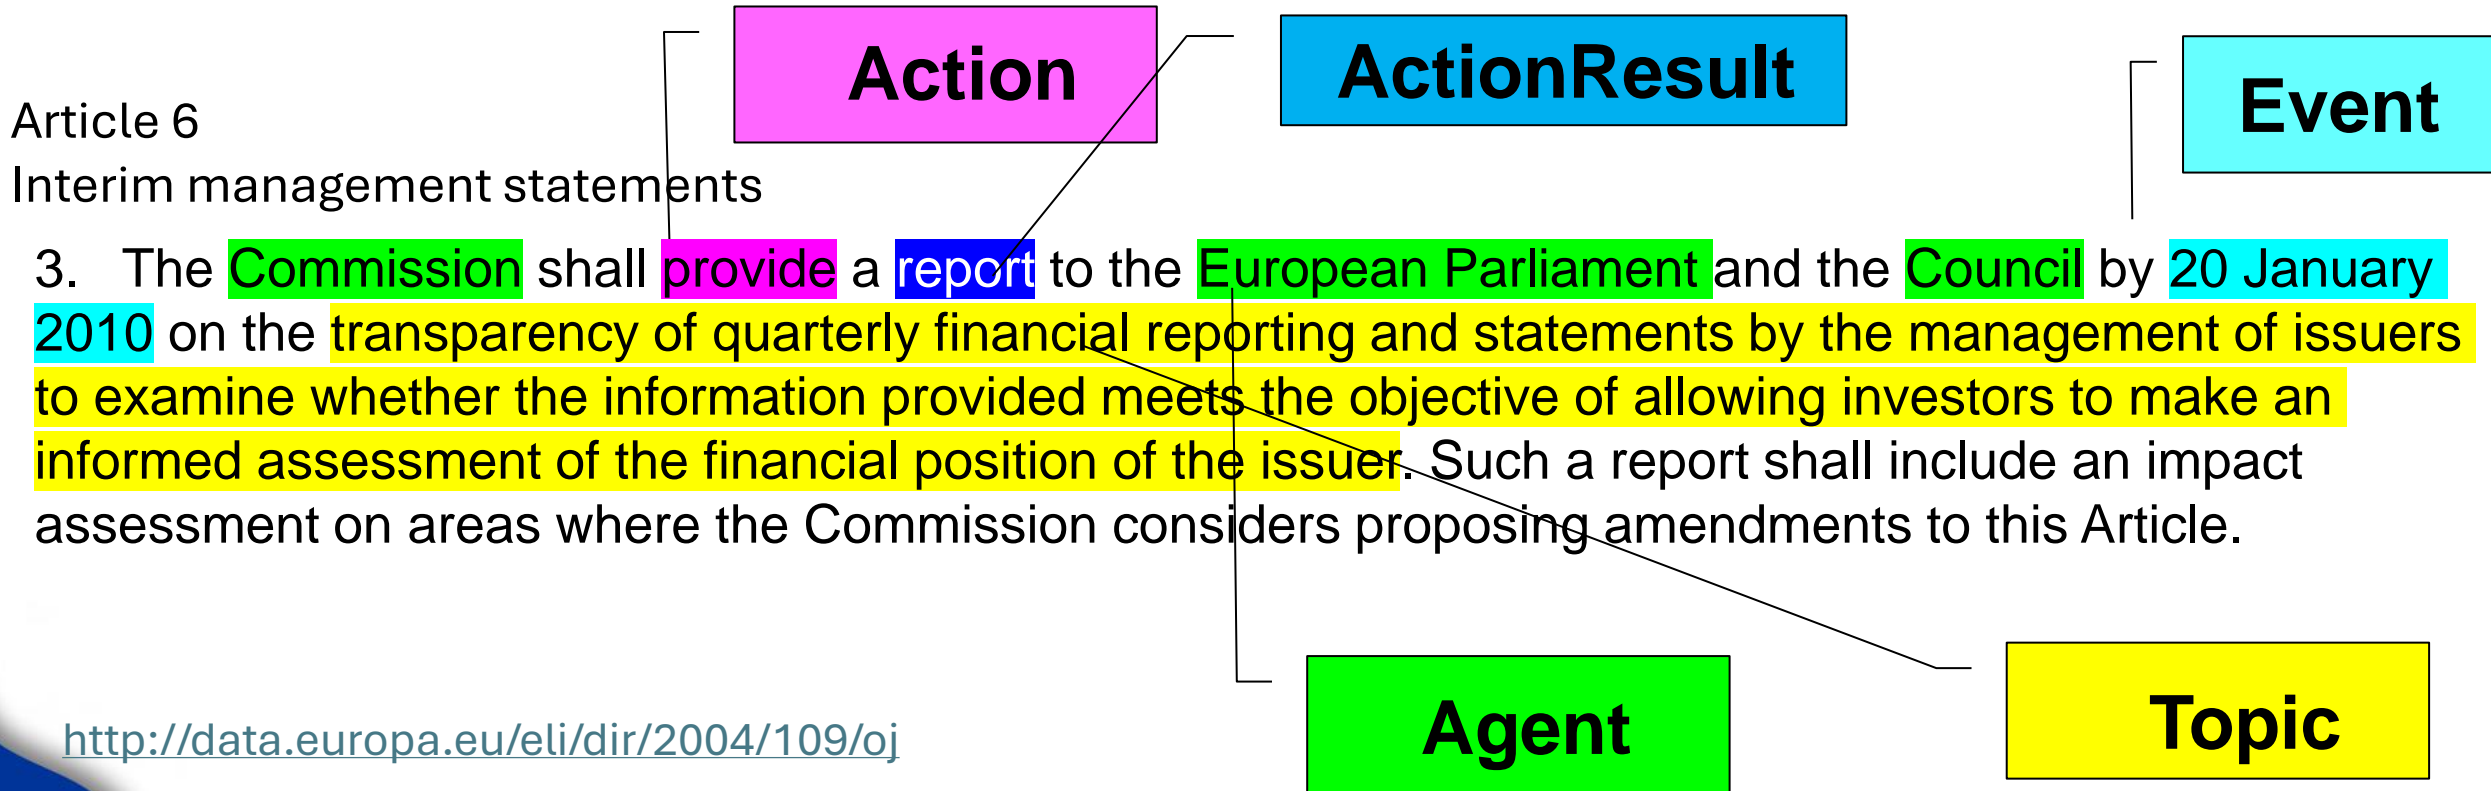 Action
ActionResult
Event
Article 6
Interim management statements
3. The Commission shall provide a report to the European Parliament and the Council by 20 January
2010 on the transparency of quarterly financial reporting and statements by the management of issuers
to examine whether the information provided meets the objective of allowing investors to make an
informed assessment of the financial position of the issuer. Such a report shall include an impact
assessment on areas where the Commission considers proposing amendments to this Article.
Agent
Topic
http://data.europa.eu/eli/dir/2004/109/oj